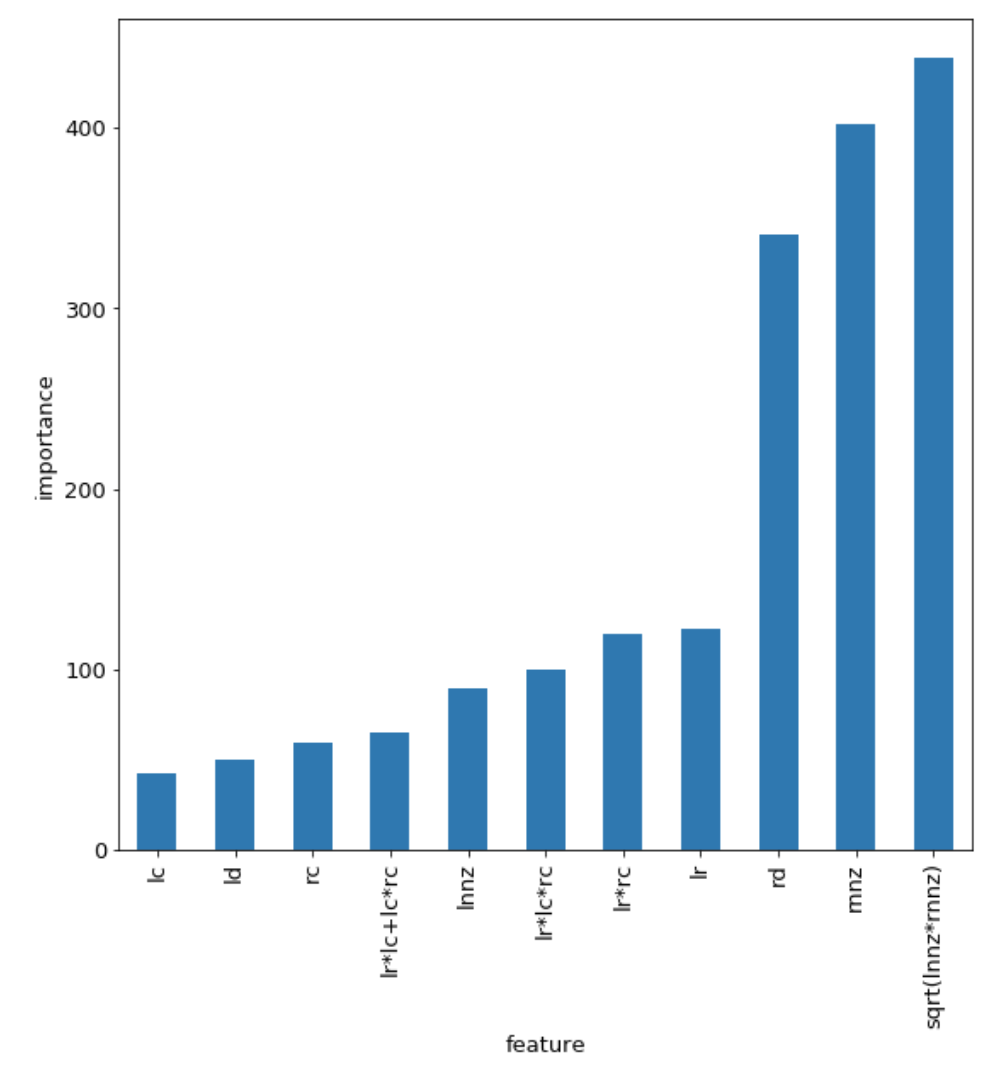 400
300
200
100
0
importance
lc
ld
rc
lr*lc+lc*rc
lnnz
lr*lc*rc
lr*rc
lr
rd
rnnz
sqrt(lnnz*rnnz)
feature